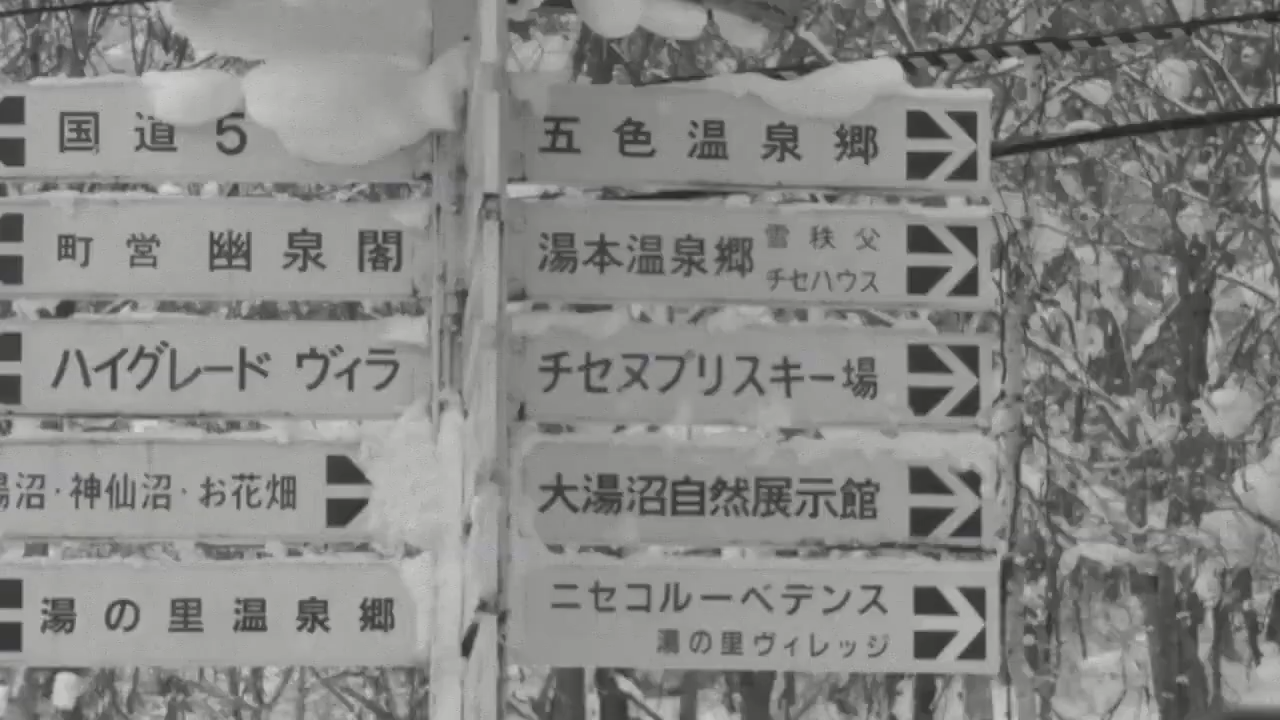 国道5
町営 幽泉閣
ハイグレード ヴィラ
湯沼・神仙沼・お花畑
湯の里温泉郷
五色温泉郷
湯本温泉郷 雪秩父
チセハウス
チセヌプリスキー場
大湯沼自然展示館
ニセコルーベデンス
湯の里ヴィレッジ